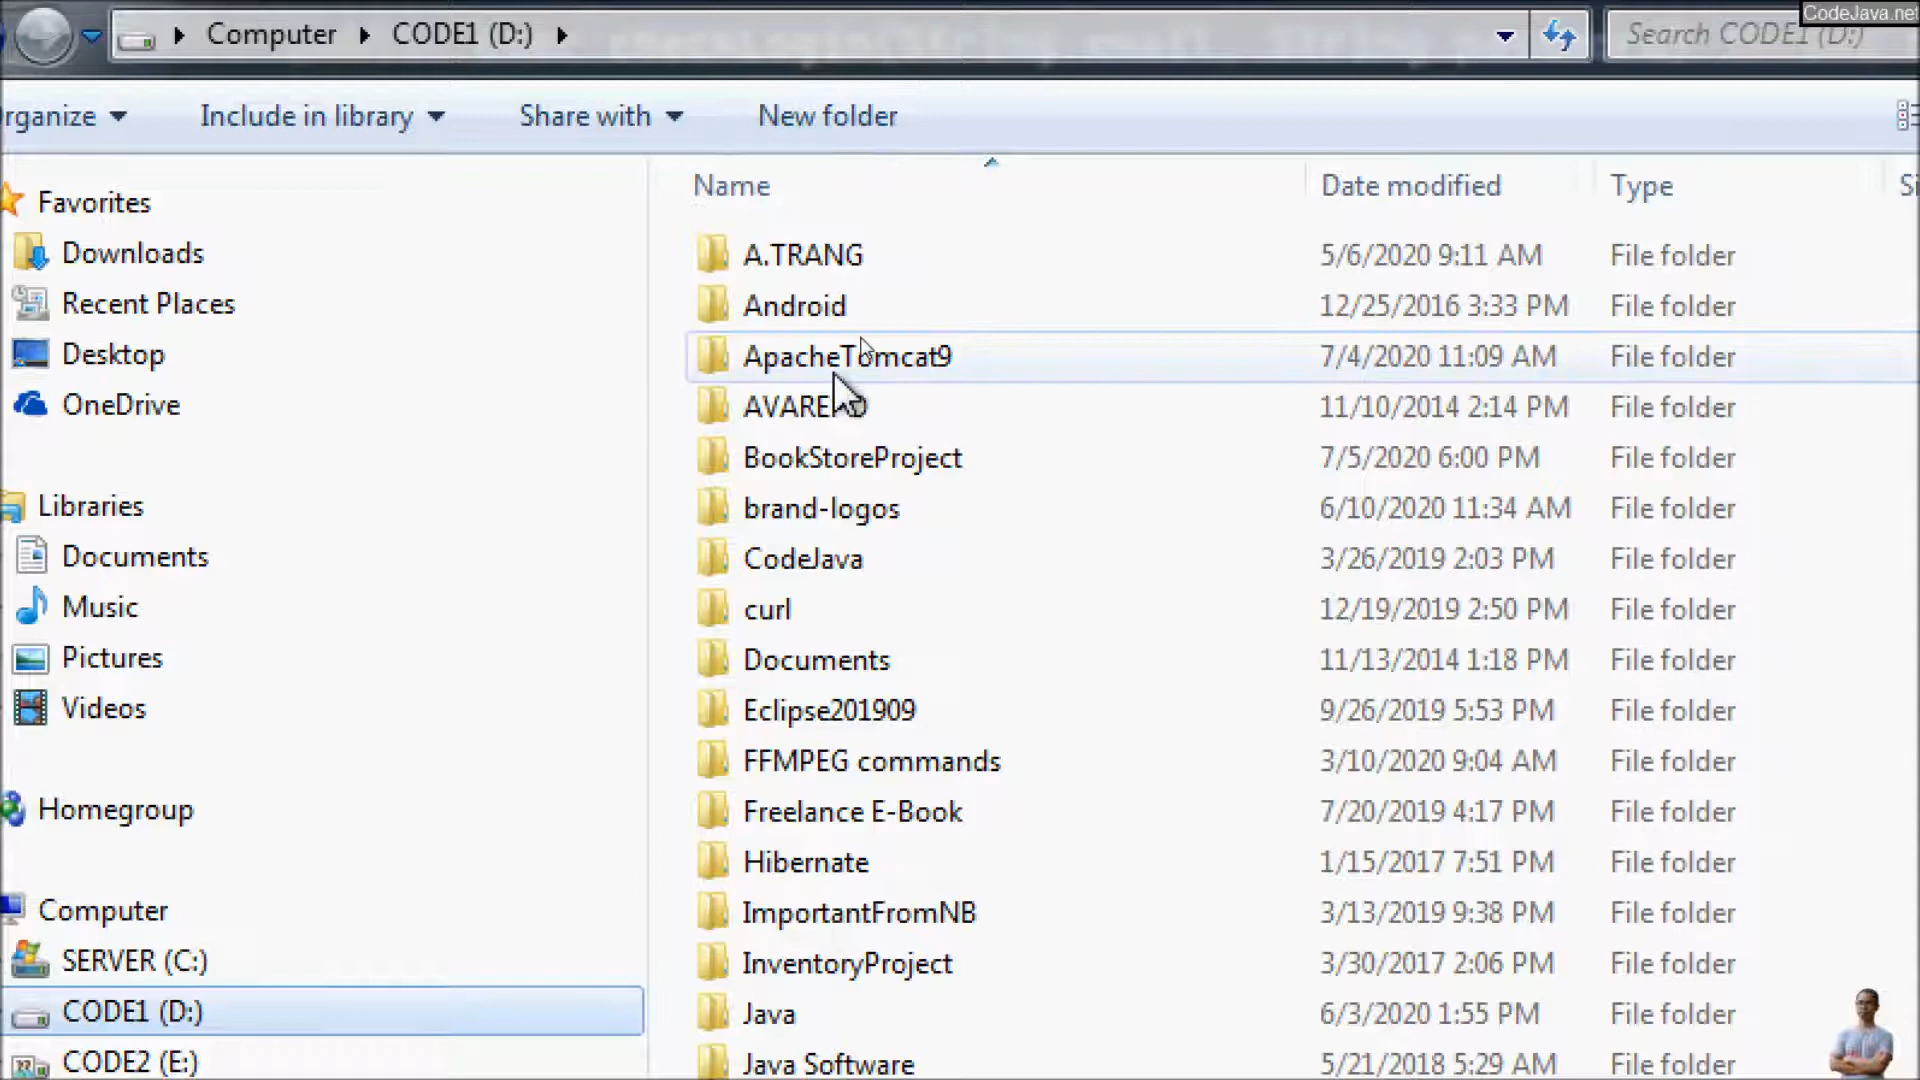 CodeJava.net
Computer CODE1 (D:)
Search CODE1 (D:)
rganize Include in library Share with New folder
Name Date modified Type Si
Favorites
Downloads
Recent Places
Desktop
OneDrive
Libraries
Documents
Music
Pictures
Videos
Homegroup
Computer
SERVER (C:)
CODE1 (D:)
CODE2 (E:)
A.TRANG 5/6/2020 9:11 AM File folder
Android 12/25/2016 3:33 PM File folder
ApacheTomcat9 7/4/2020 11:09 AM File folder
11/10/2014 2:14 PM File folder
BookStoreProject 7/5/2020 6:00 PM File folder
brand-logos 6/10/2020 11:34 AM File folder
CodeJava 3/26/2019 2:03 PM File folder
curl 12/19/2019 2:50 PM File folder
Documents 11/13/2014 1:18 PM File folder
Eclipse201909 9/26/2019 5:53 PM File folder
FFMPEG commands 3/10/2020 9:04 AM File folder
Freelance E-Book 7/20/2019 4:17 PM File folder
Hibernate 1/15/2017 7:51 PM File folder
ImportantFromNB 3/13/2019 9:38 PM File folder
InventoryProject 3/30/2017 2:06 PM File folder
Java 6/3/2020 1:55 PM File folder
Java Software 5/21/2018 5:29 AM File folder